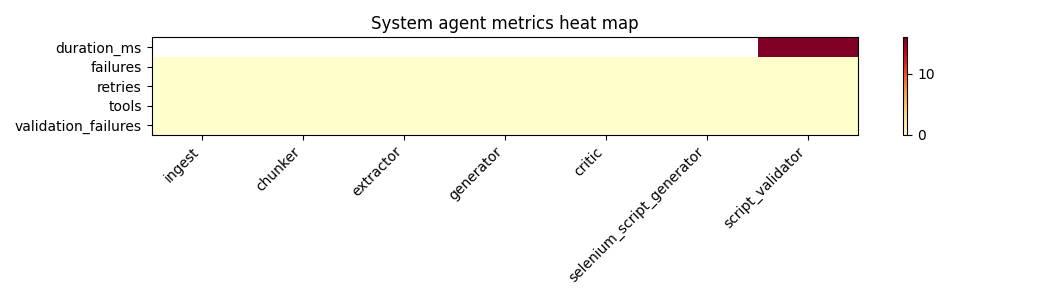 System agent metrics heat map
duration_ms
failures
retries
tools
validation_failures
10
0
ingest
chunker
extractor
generator
critic
selenium_script_generator
script_validator